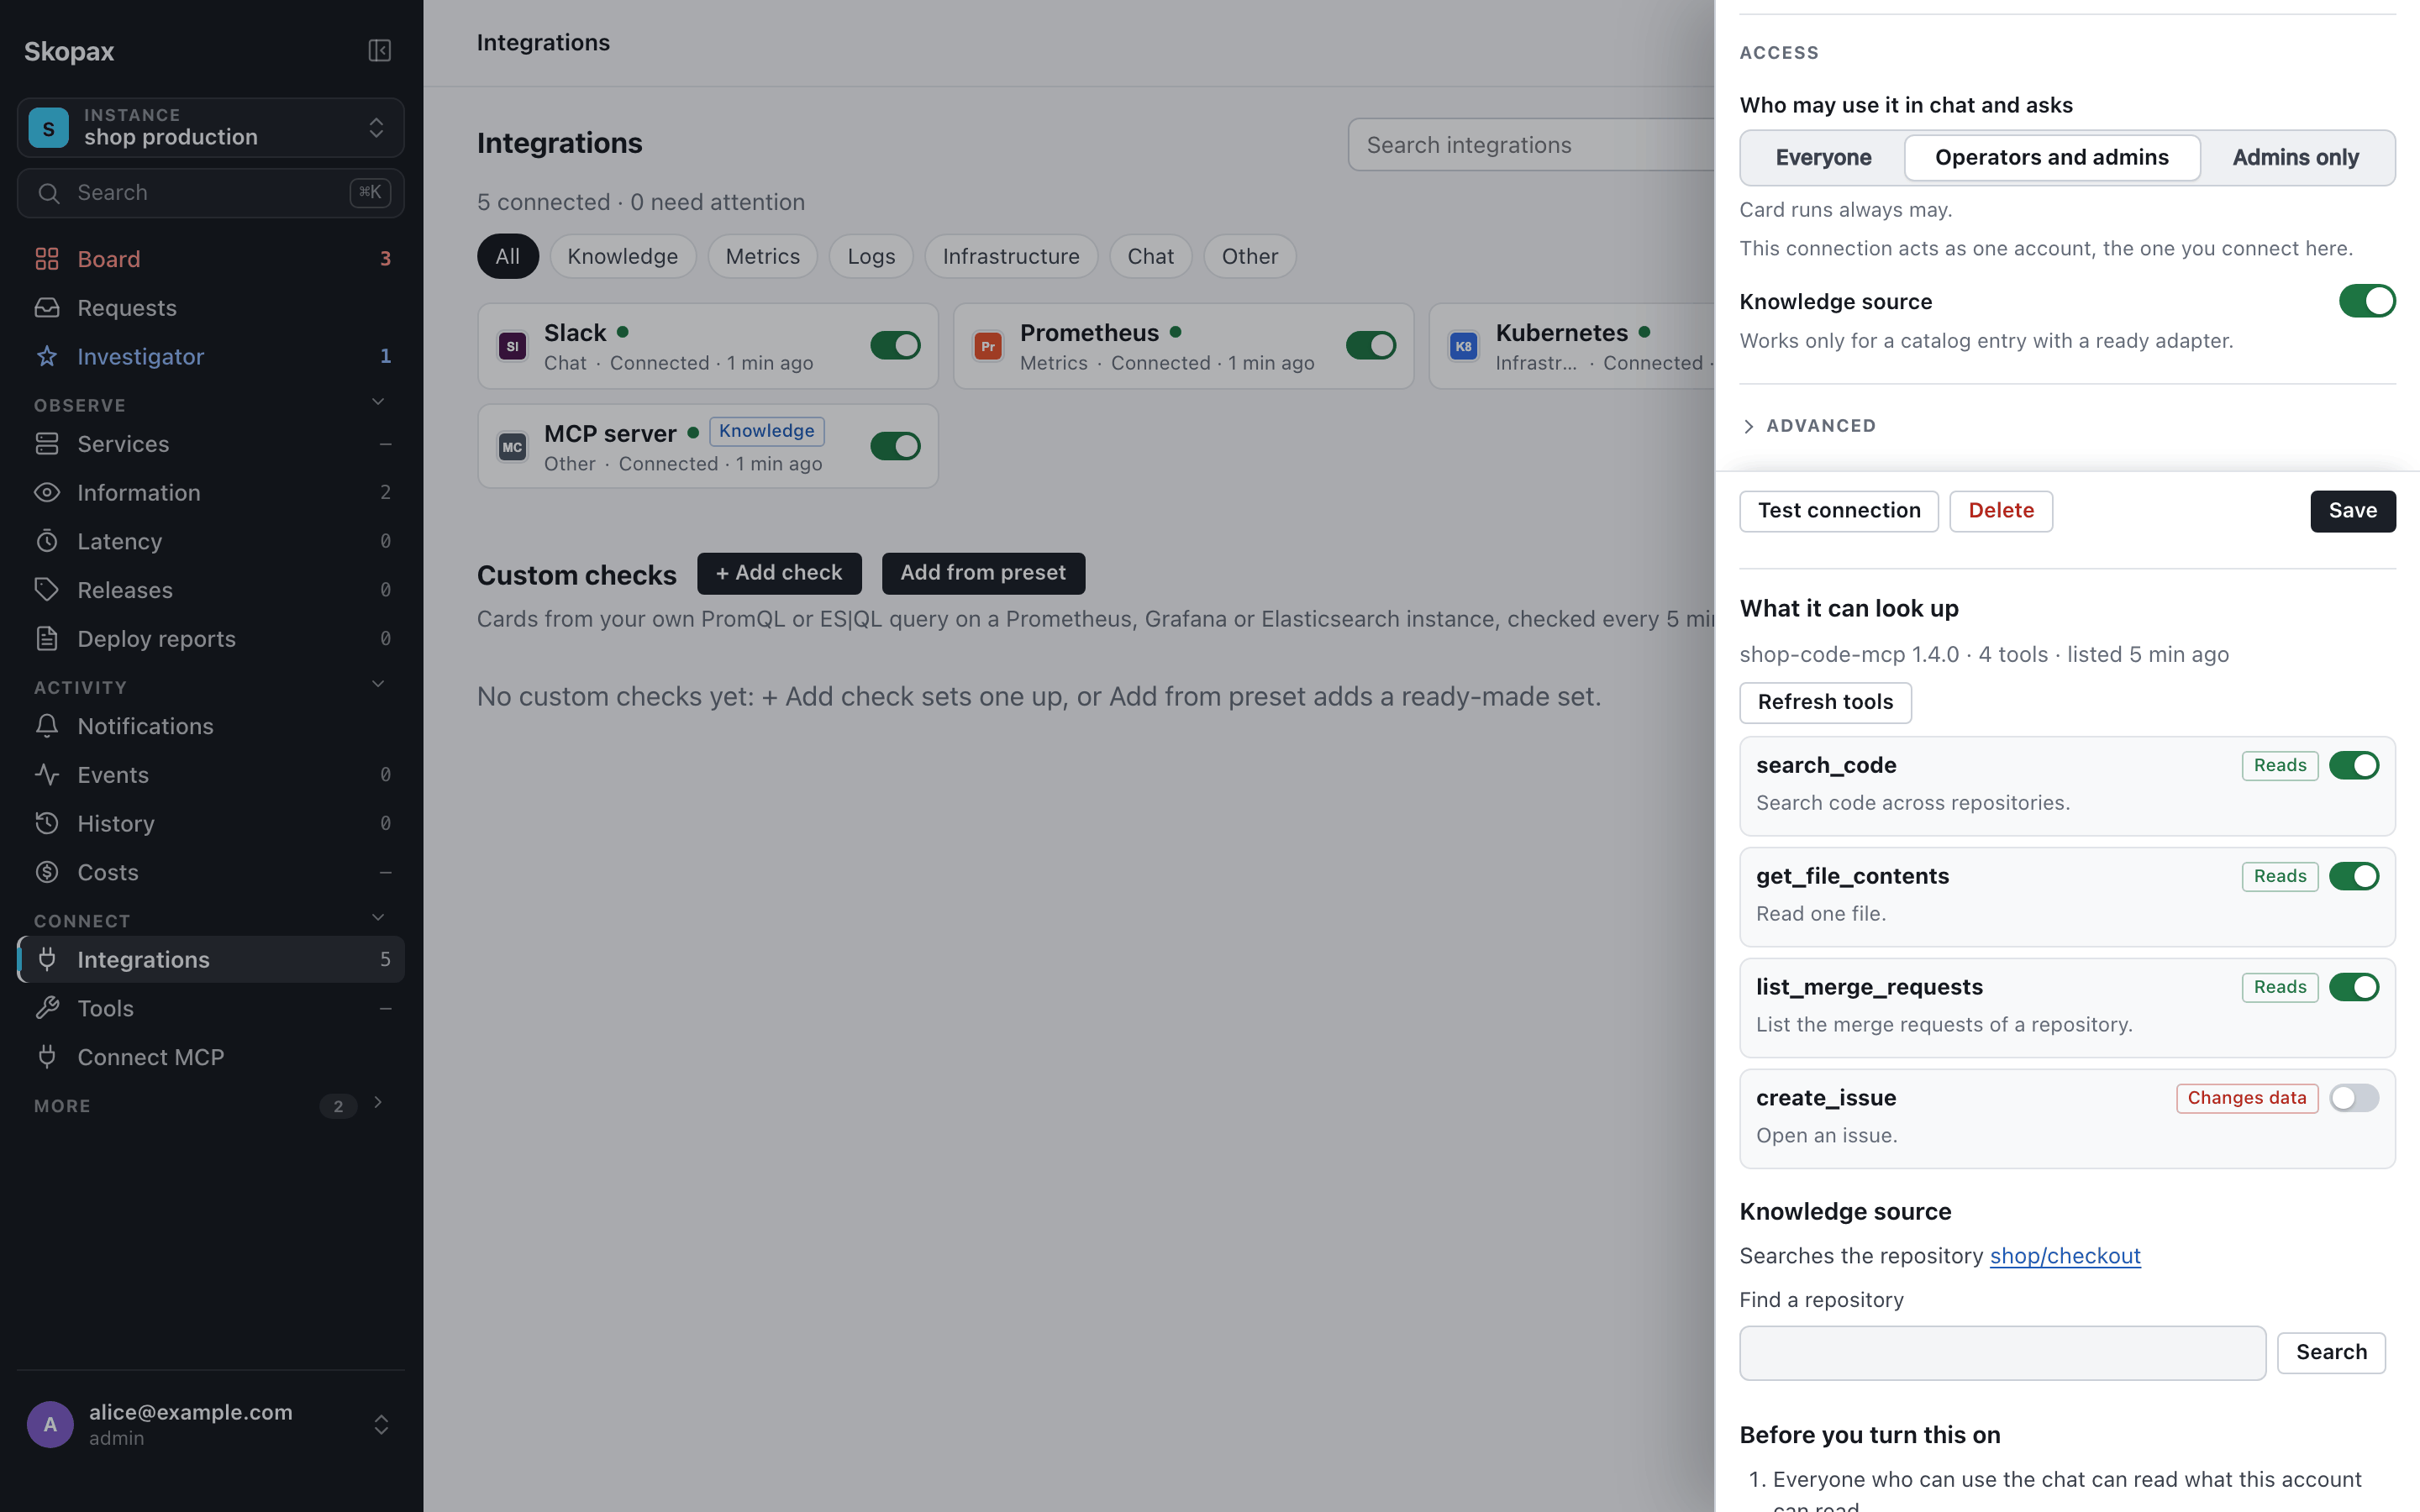 Skopax
S
INSTANCE
shop production
Search
⌘K
Board 3
Requests
Investigator 1
OBSERVE
Services –
Information 2
Latency 0
Releases 0
Deploy reports 0
ACTIVITY
Notifications
Events 0
History 0
Costs –
CONNECT
Integrations 5
Tools –
Connect MCP
MORE 2
A
alice@example.com
admin
Integrations
Integrations
Search integrations
5 connected · 0 need attention
All Knowledge Metrics Logs Infrastructure Chat Other
Sl
Slack
Chat · Connected · 1 min ago
Pr
Prometheus
Metrics · Connected · 1 min ago
K8
Kubernetes
Infrastr... · Connected ·
MC
MCP server Knowledge
Other · Connected · 1 min ago
Custom checks + Add check Add from preset
Cards from your own PromQL or ES|QL query on a Prometheus, Grafana or Elasticsearch instance, checked every 5
No custom checks yet: + Add check sets one up, or Add from preset adds a ready-made set.
ACCESS
Who may use it in chat and asks
Everyone Operators and admins Admins only
Card runs always may.
This connection acts as one account, the one you connect here.
Knowledge source
Works only for a catalog entry with a ready adapter.
ADVANCED
Test connection Delete Save
What it can look up
shop-code-mcp 1.4.0 · 4 tools · listed 5 min ago
Refresh tools
search_code Reads
Search code across repositories.
get_file_contents Reads
Read one file.
list_merge_requests Reads
List the merge requests of a repository.
create_issue Changes data
Open an issue.
Knowledge source
Searches the repository shop/checkout
Find a repository
Search
Before you turn this on
1. Everyone who can use the chat can read what this account
can read